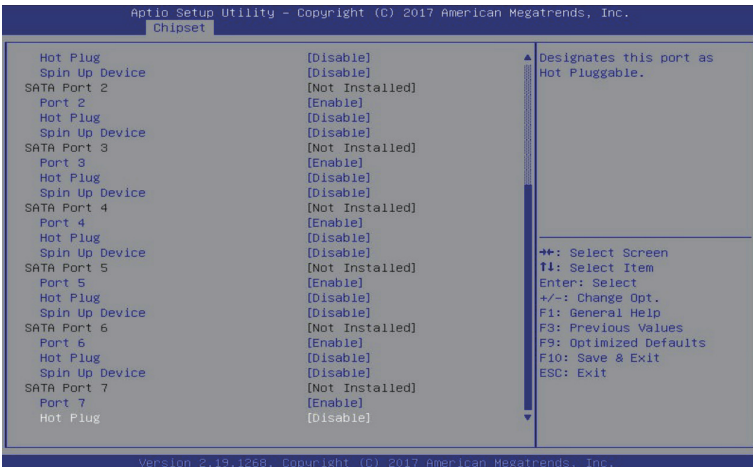 Aptio Setup Utility – Copyright (C) 2017 American Megatrends, Inc.
Chipset
Hot Plug [Disable]
Spin Up Device [Disable]
SATA Port 2 [Not Installed]
Port 2 [Enable]
Hot Plug [Disable]
Spin Up Device [Disable]
SATA Port 3 [Not Installed]
Port 3 [Enable]
Hot Plug [Disable]
Spin Up Device [Disable]
SATA Port 4 [Not Installed]
Port 4 [Enable]
Hot Plug [Disable]
Spin Up Device [Disable]
SATA Port 5 [Not Installed]
Port 5 [Enable]
Hot Plug [Disable]
Spin Up Device [Disable]
SATA Port 6 [Not Installed]
Port 6 [Enable]
Hot Plug [Disable]
Spin Up Device [Disable]
SATA Port 7 [Not Installed]
Port 7 [Enable]
Hot Plug [Disable]
Designates this port as
Hot Pluggable.
→←: Select Screen
↑↓: Select Item
Enter: Select
+/-: Change Opt.
F1: General Help
F3: Previous Values
F9: Optimized Defaults
F10: Save & Exit
ESC: Exit
Version 2.19.1268. Copyright (C) 2017 American Megatrends, Inc.